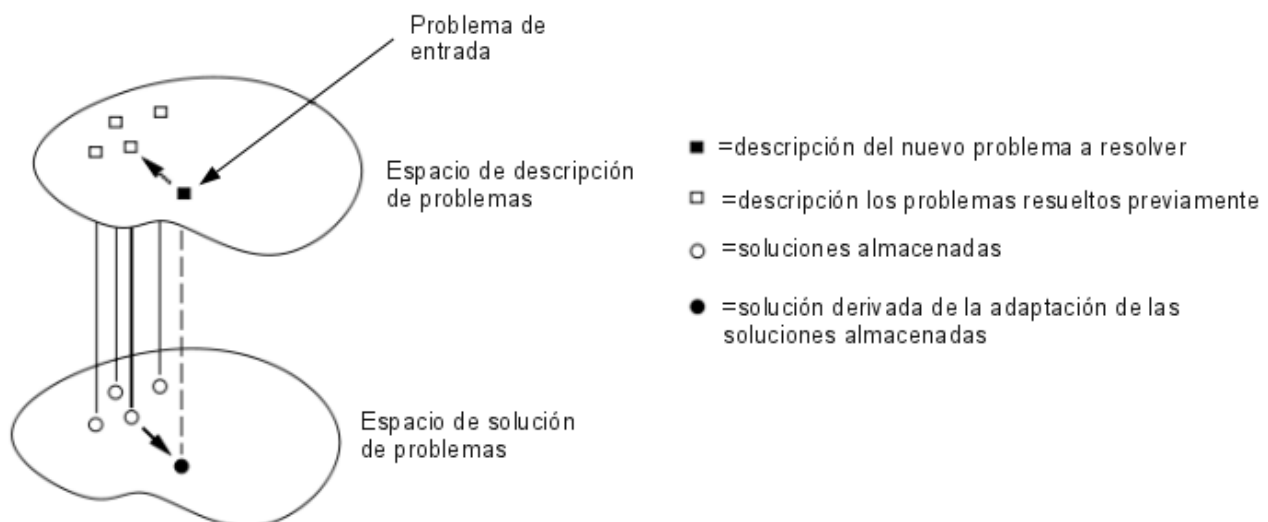 Problema de
entrada
Espacio de descripción
de problemas
Espacio de solución
de problemas
=descripción del nuevo problema a resolver
=descripción los problemas resueltos previamente
=soluciones almacenadas
=solución derivada de la adaptación de las
soluciones almacenadas